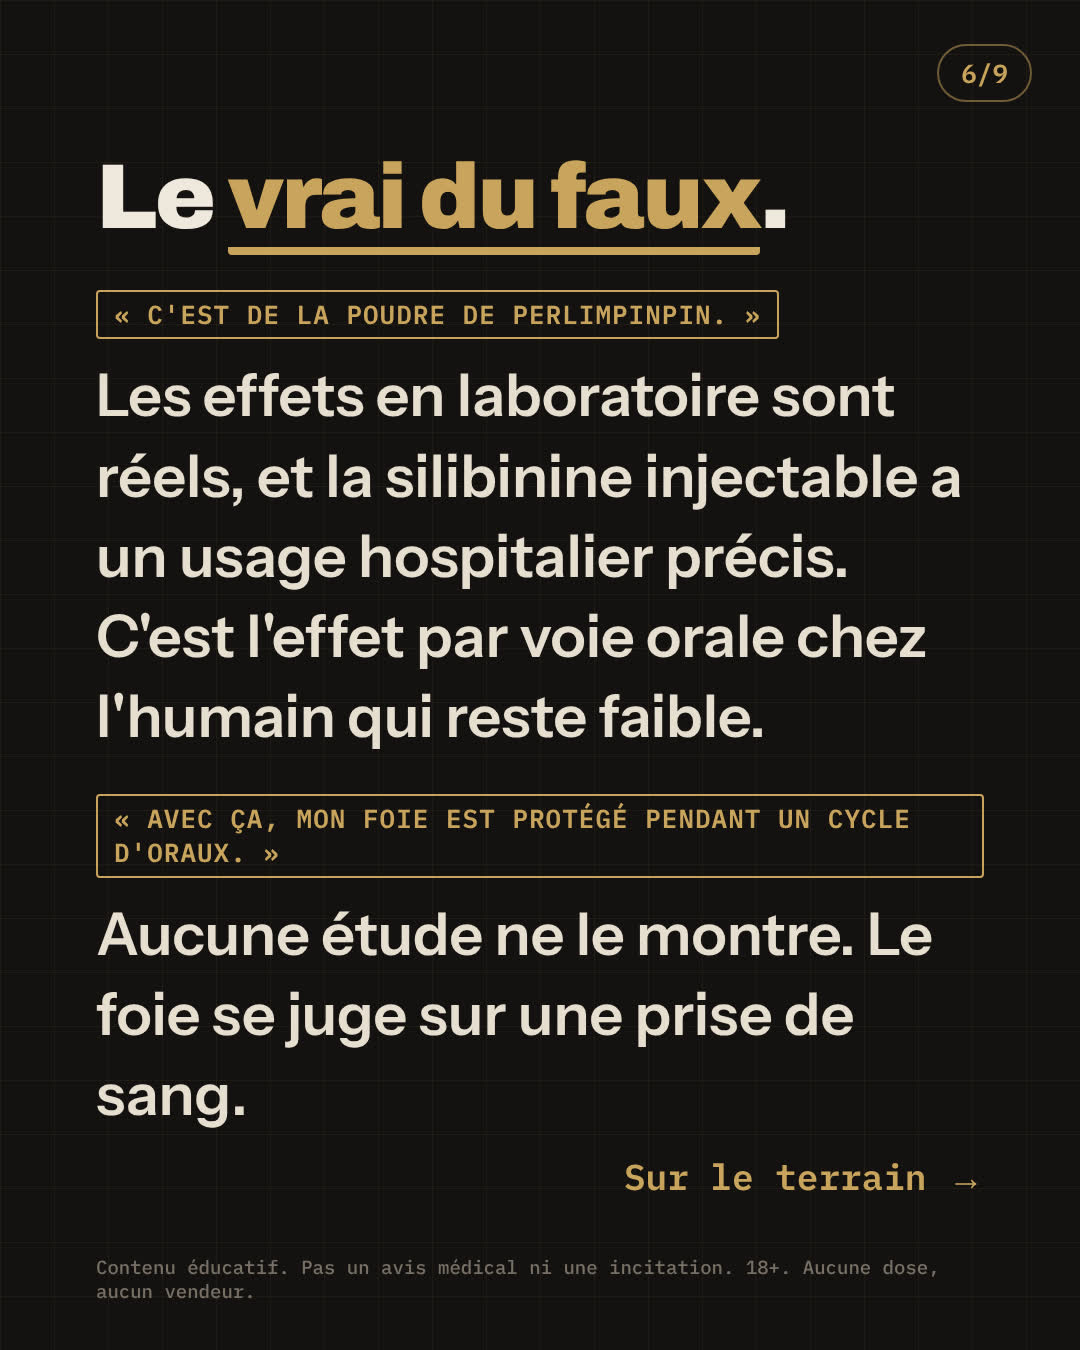 6/9
Le vrai du faux.
« C'EST DE LA POUDRE DE PERLIMPINPIN. »
Les effets en laboratoire sont
réels, et la silibinine injectable a
un usage hospitalier précis.
C'est l'effet par voie orale chez
l'humain qui reste faible.
« AVEC ÇA, MON FOIE EST PROTÉGÉ PENDANT UN CYCLE
D'ORAUX. »
Aucune étude ne le montre. Le
foie se juge sur une prise de
sang.
Sur le terrain →
Contenu éducatif. Pas un avis médical ni une incitation. 18+. Aucune dose,
aucun vendeur.